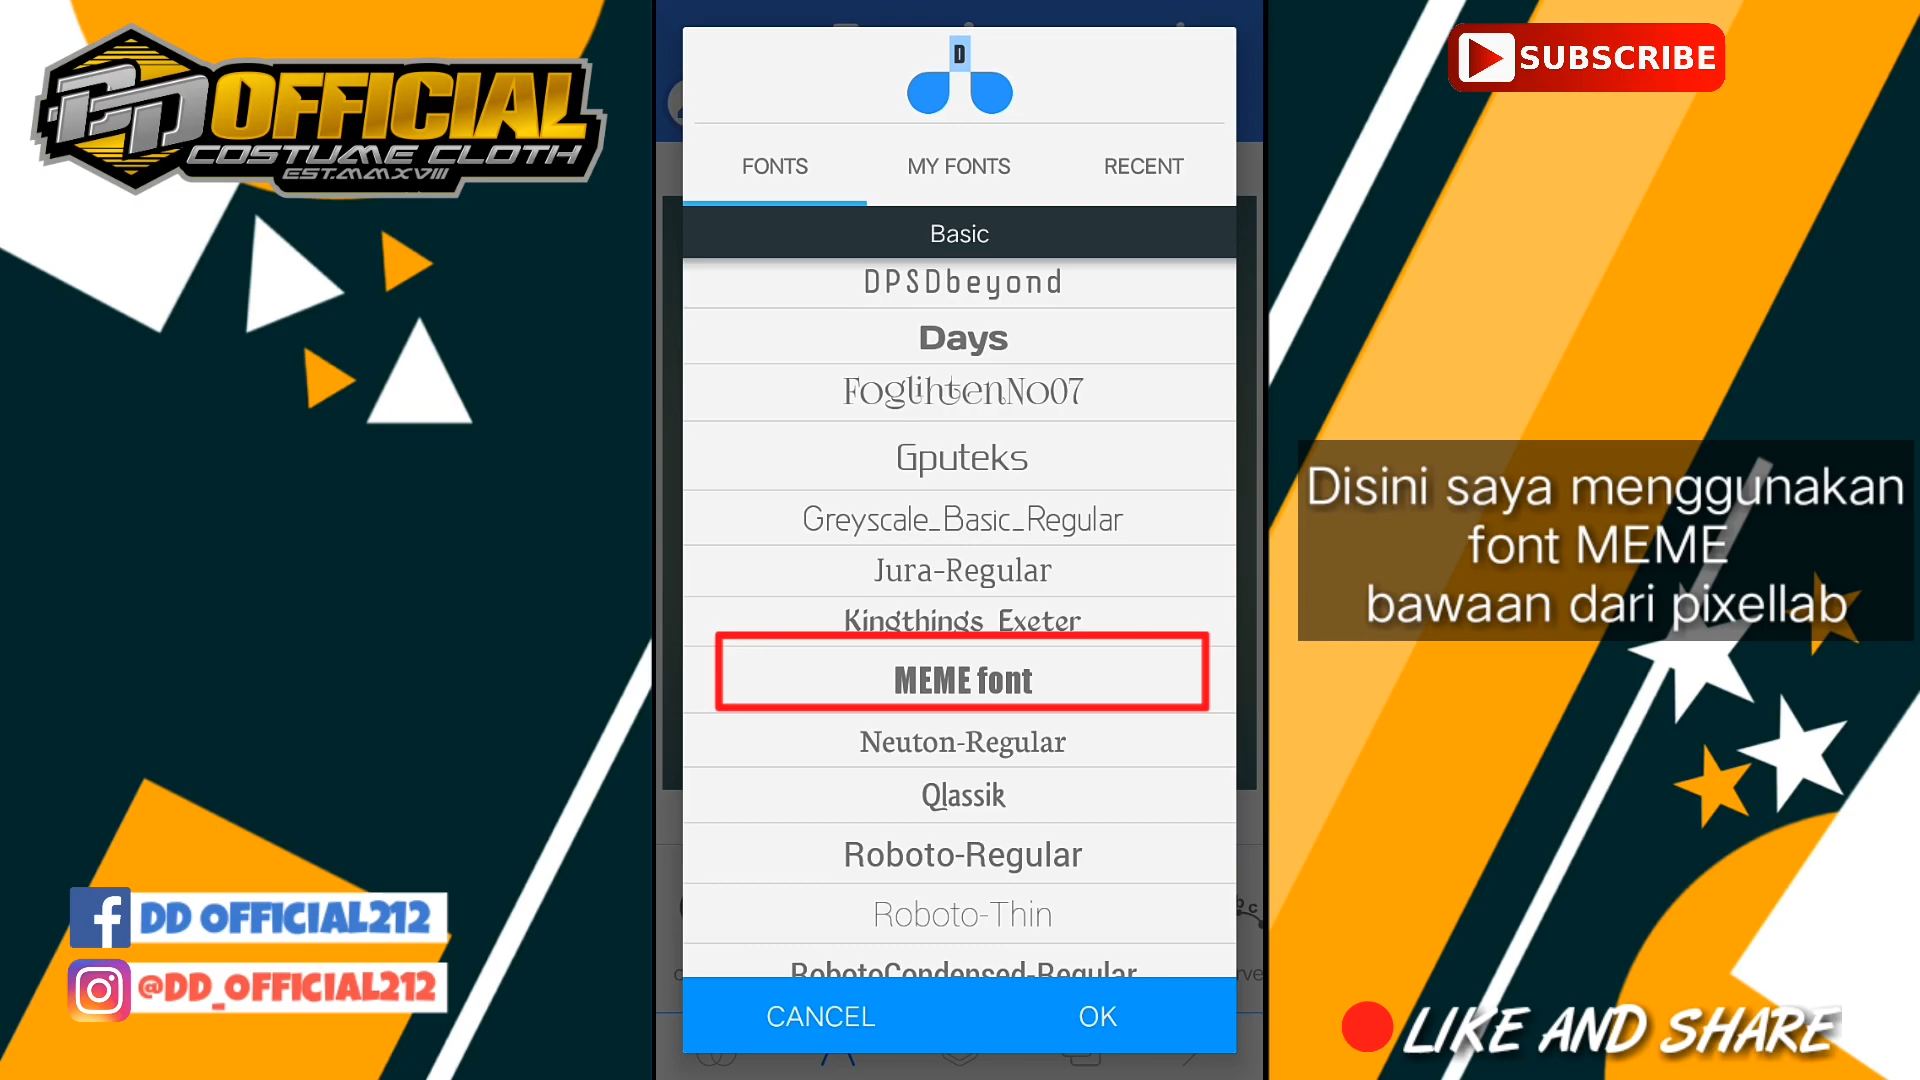 DD OFFICIAL
COSTUME CLOTH
EST.MMXVIII
DD OFFICIAL212
@DD_OFFICIAL212
D
FONTS MY FONTS RECENT
Basic
DPSDbeyond
Days
FoglihtenNo07
Gputeks
Greyscale_Basic_Regular
Jura-Regular
Kingthings Exeter
MEME font
Neuton-Regular
Qlassik
Roboto-Regular
Roboto-Thin
RobotoCondensed-Regular
CANCEL OK
SUBSCRIBE
Disini saya menggunakan
font MEME
bawaan dari pixellab
LIKE AND SHARE